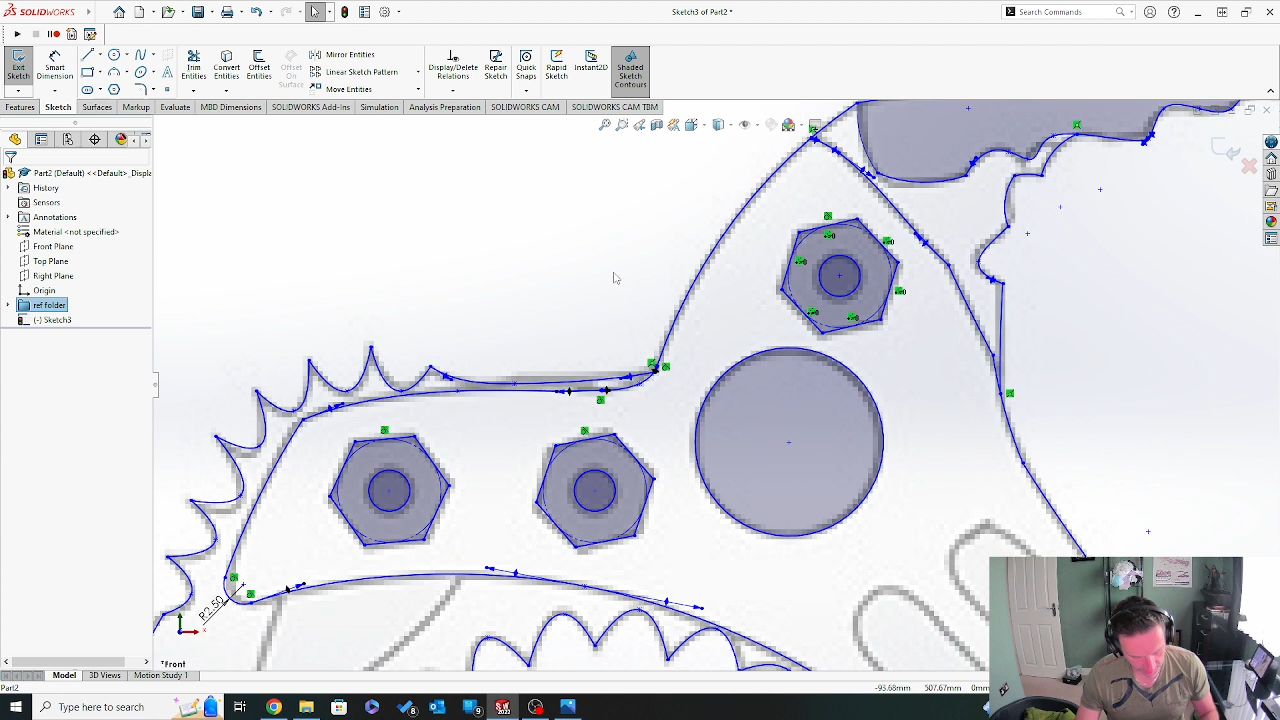 SOLIDWORKS
Sketch3 of Part2 *
Search Commands
Exit Sketch
Smart Dimension
Trim Entities
Convert Entities
Offset Entities
Offset On Surface
Mirror Entities
Linear Sketch Pattern
Move Entities
Display/Delete Relations
Repair Sketch
Quick Snaps
Rapid Sketch
Instant2D
Shaded Sketch Contours
Features
Sketch
Surfaces
Markup
Evaluate
MBD Dimensions
SOLIDWORKS Add-Ins
Simulation
Analysis Preparation
SOLIDWORKS CAM
SOLIDWORKS CAM TBM
Part2 (Default) <<Default>_Displa
History
Sensors
Annotations
Material <not specified>
Front Plane
Top Plane
Right Plane
Origin
ref folder
(-) Sketch3
R2.50
*Front
Model
3D Views
Motion Study 1
Part2
-93.68mm
507.67mm
0mm
Type here to search